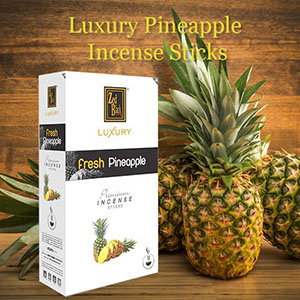 Luxury Pineapple
Incense Sticks
Zed
Black
LUXURY
Fresh Pineapple
Premium
INCENSE
STICKS